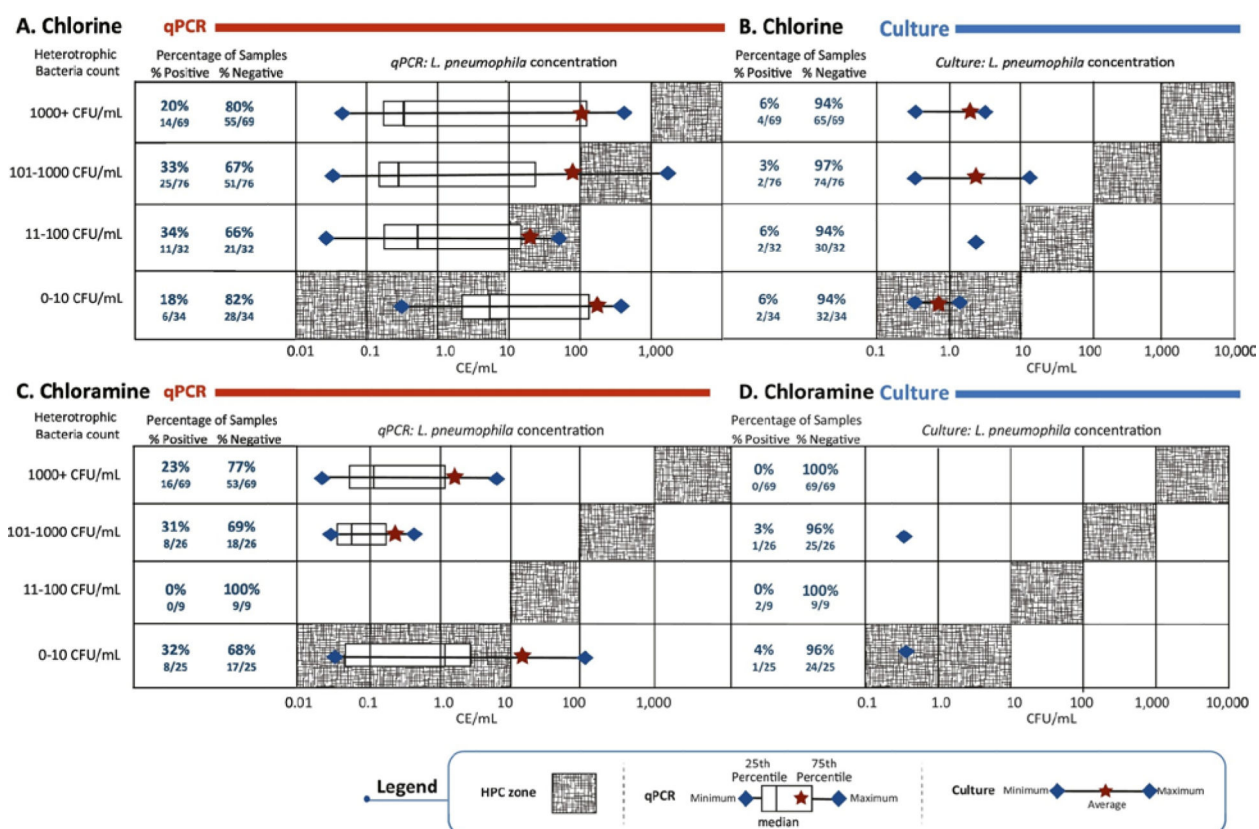 A. Chlorine qPCR
Heterotrophic Bacteria count
Percentage of Samples
% Positive % Negative
qPCR: L. pneumophila concentration
1000+ CFU/mL
20% 80%
14/69 55/69
101-1000 CFU/mL
33% 67%
25/76 51/76
11-100 CFU/mL
34% 66%
11/32 21/32
0-10 CFU/mL
18% 82%
6/34 28/34
0.01 0.1 1.0 10 100 1,000
CE/mL
B. Chlorine Culture
Percentage of Samples
% Positive % Negative
Culture: L. pneumophila concentration
6% 94%
4/69 65/69
3% 97%
2/76 74/76
6% 94%
2/32 30/32
6% 94%
2/34 32/34
0.1 1.0 10 100 1,000 10,000
CFU/mL
C. Chloramine qPCR
Heterotrophic Bacteria count
Percentage of Samples
% Positive % Negative
qPCR: L. pneumophila concentration
1000+ CFU/mL
23% 77%
16/69 53/69
101-1000 CFU/mL
31% 69%
8/26 18/26
11-100 CFU/mL
0% 100%
0/9 9/9
0-10 CFU/mL
32% 68%
8/25 17/25
0.01 0.1 1.0 10 100 1,000
CE/mL
D. Chloramine Culture
Percentage of Samples
% Positive % Negative
Culture: L. pneumophila concentration
0% 100%
0/69 69/69
3% 96%
1/26 25/26
0% 100%
2/9 9/9
4% 96%
1/25 24/25
0.1 1.0 10 100 1,000 10,000
CFU/mL
Legend
HPC zone
qPCR
Minimum
25th Percentile
median
75th Percentile
Maximum
Culture
Minimum
Average
Maximum